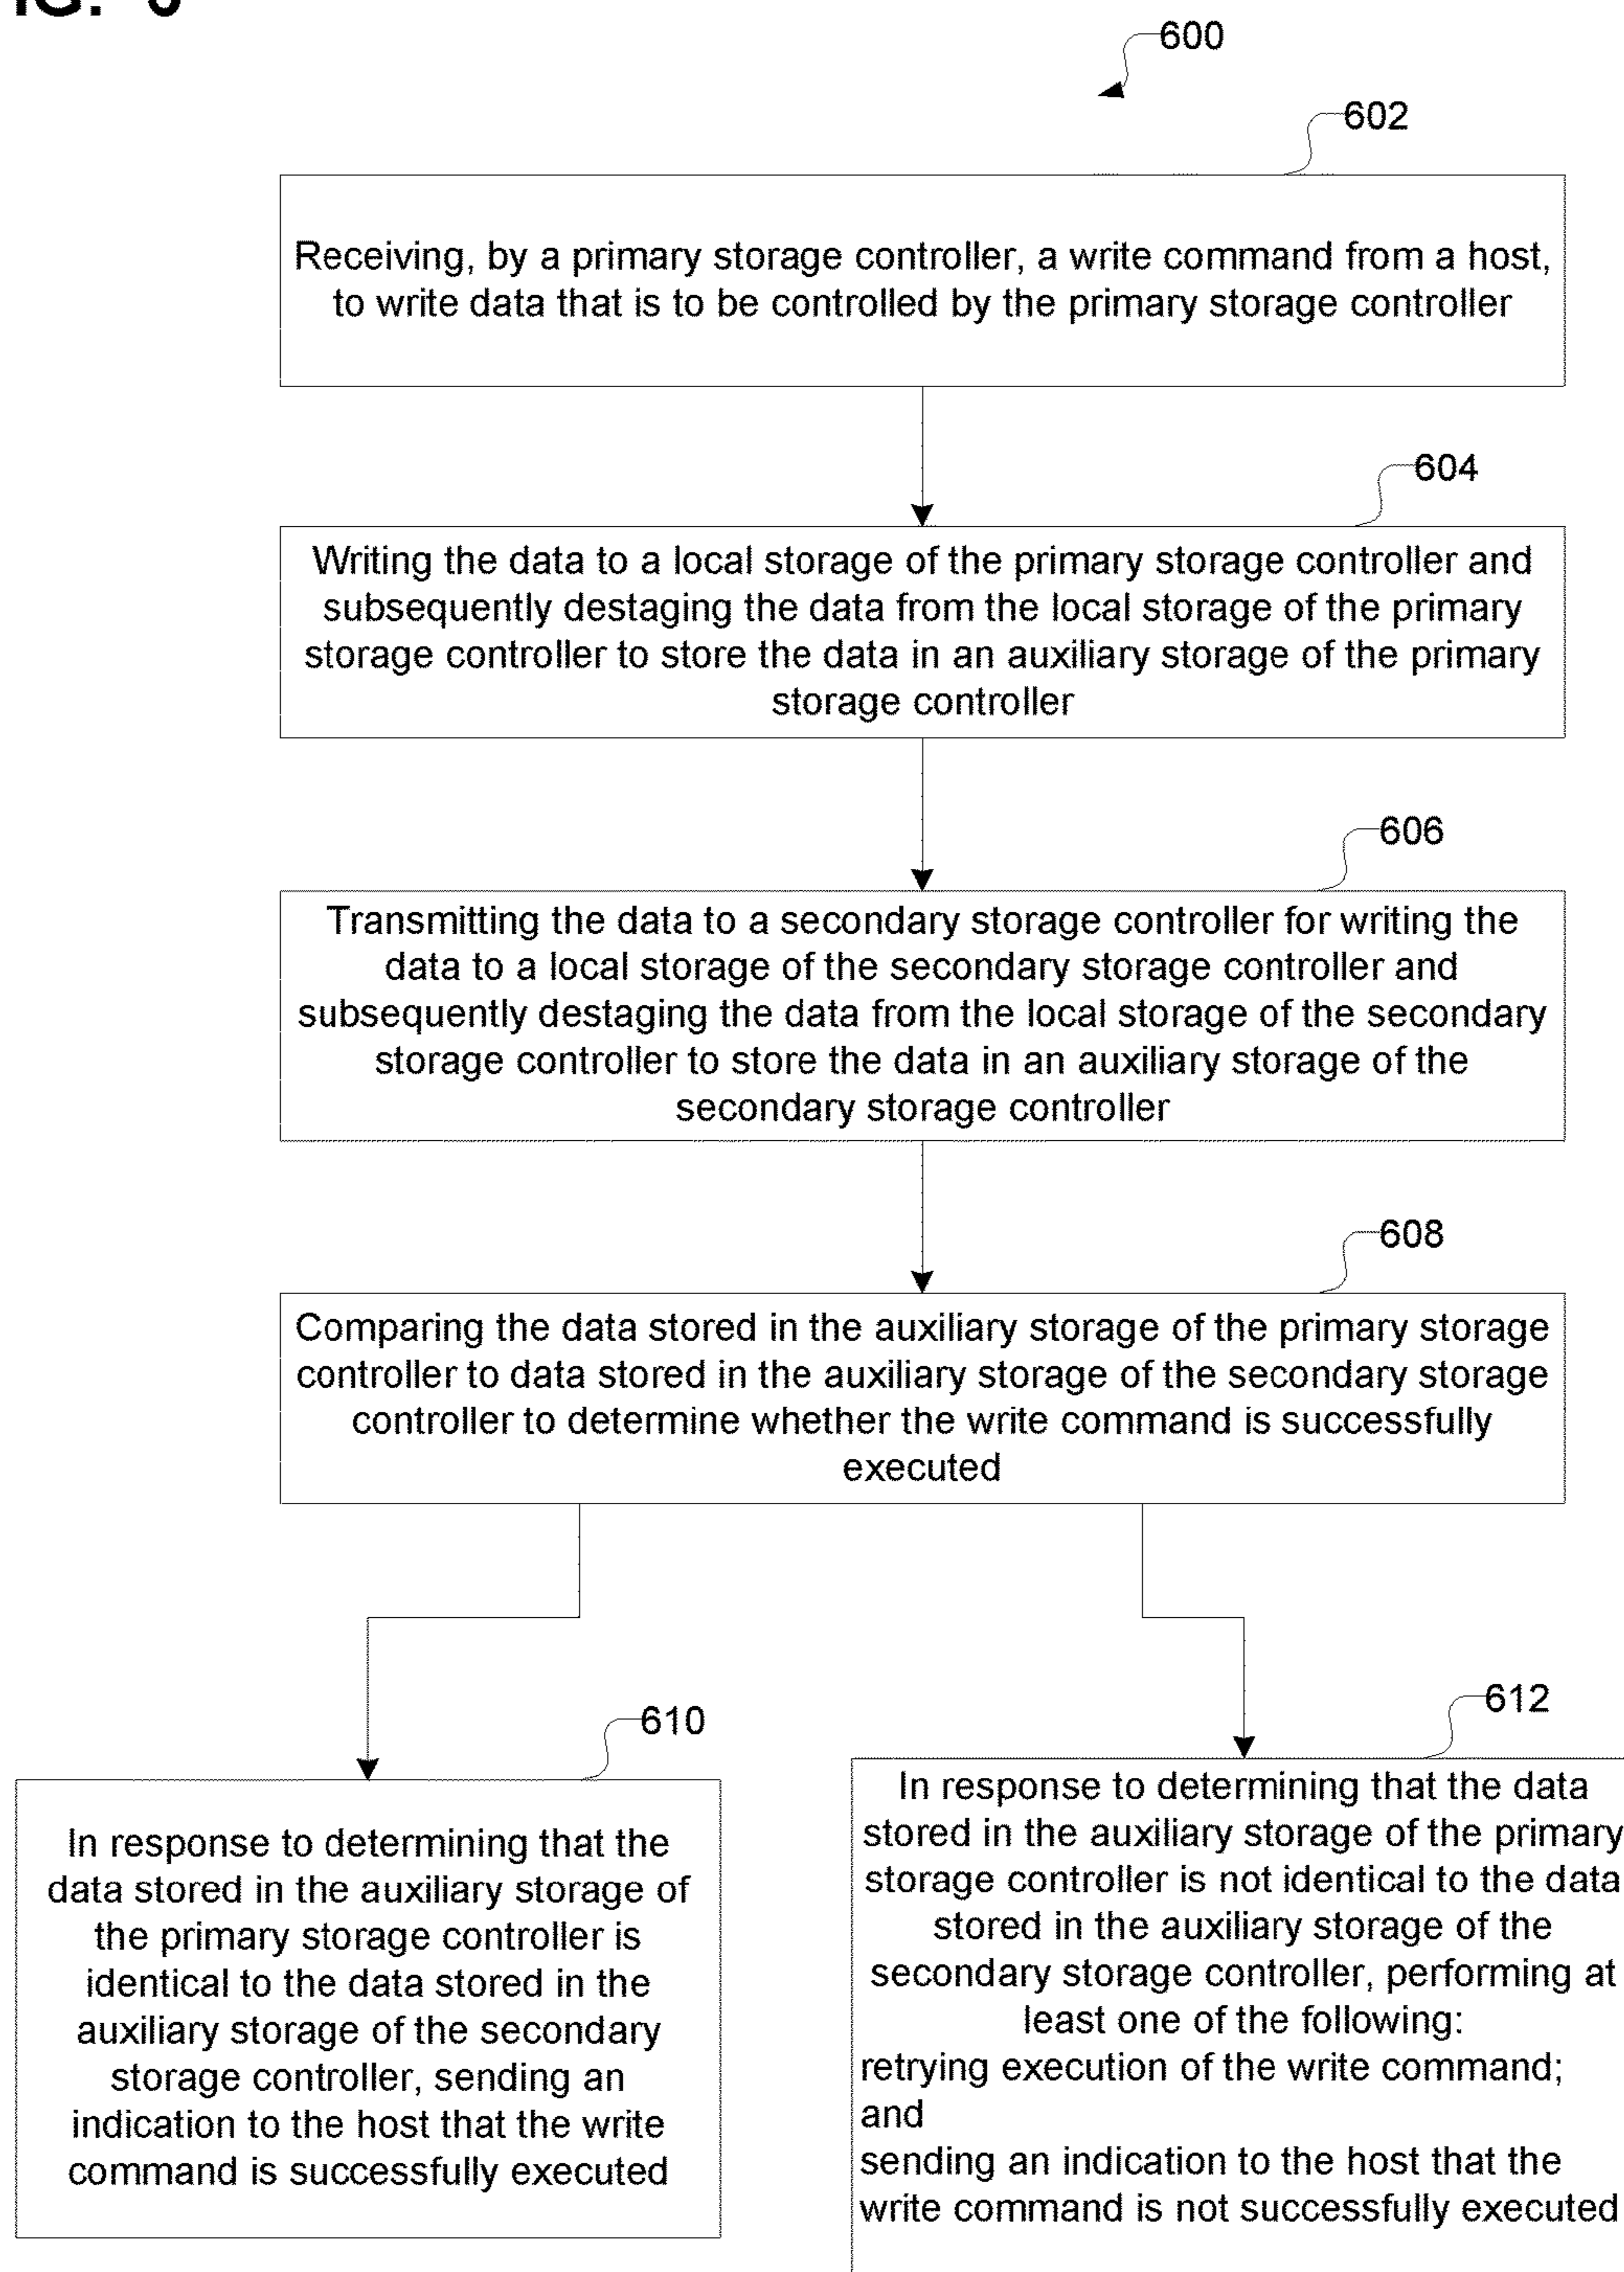 600
602
Receiving, by a primary storage controller, a write command from a host,
to write data that is to be controlled by the primary storage controller
604
Writing the data to a local storage of the primary storage controller and
subsequently destaging the data from the local storage of the primary
storage controller to store the data in an auxiliary storage of the primary
storage controller
606
Transmitting the data to a secondary storage controller for writing the
data to a local storage of the secondary storage controller and
subsequently destaging the data from the local storage of the secondary
storage controller to store the data in an auxiliary storage of the
secondary storage controller
608
Comparing the data stored in the auxiliary storage of the primary storage
controller to data stored in the auxiliary storage of the secondary storage
controller to determine whether the write command is successfully
executed
610
In response to determining that the
data stored in the auxiliary storage of
the primary storage controller is
identical to the data stored in the
auxiliary storage of the secondary
storage controller, sending an
indication to the host that the write
command is successfully executed
612
In response to determining that the data
stored in the auxiliary storage of the primary
storage controller is not identical to the data
stored in the auxiliary storage of the
secondary storage controller, performing at
least one of the following:
retrying execution of the write command;
and
sending an indication to the host that the
write command is not successfully executed